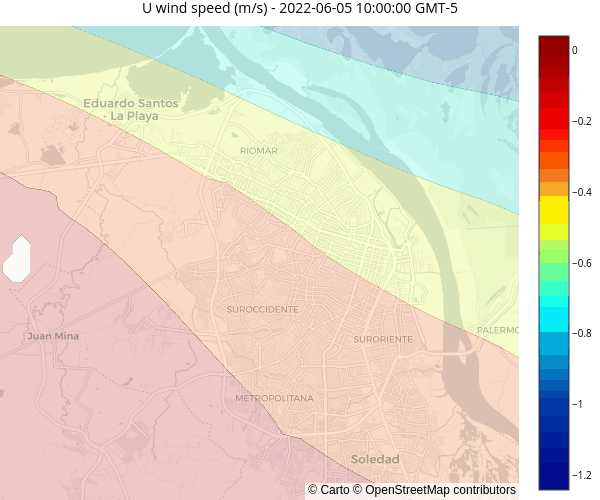 U wind speed (m/s) - 2022-06-05 10:00:00 GMT-5
0
−0.2
−0.4
−0.6
−0.8
−1
−1.2
Eduardo Santos
- La Playa
RIOMAR
SUROCCIDENTE
PALERMO
Juan Mina
SURORIENTE
METROPOLITANA
Soledad
© Carto © OpenStreetMap contributors